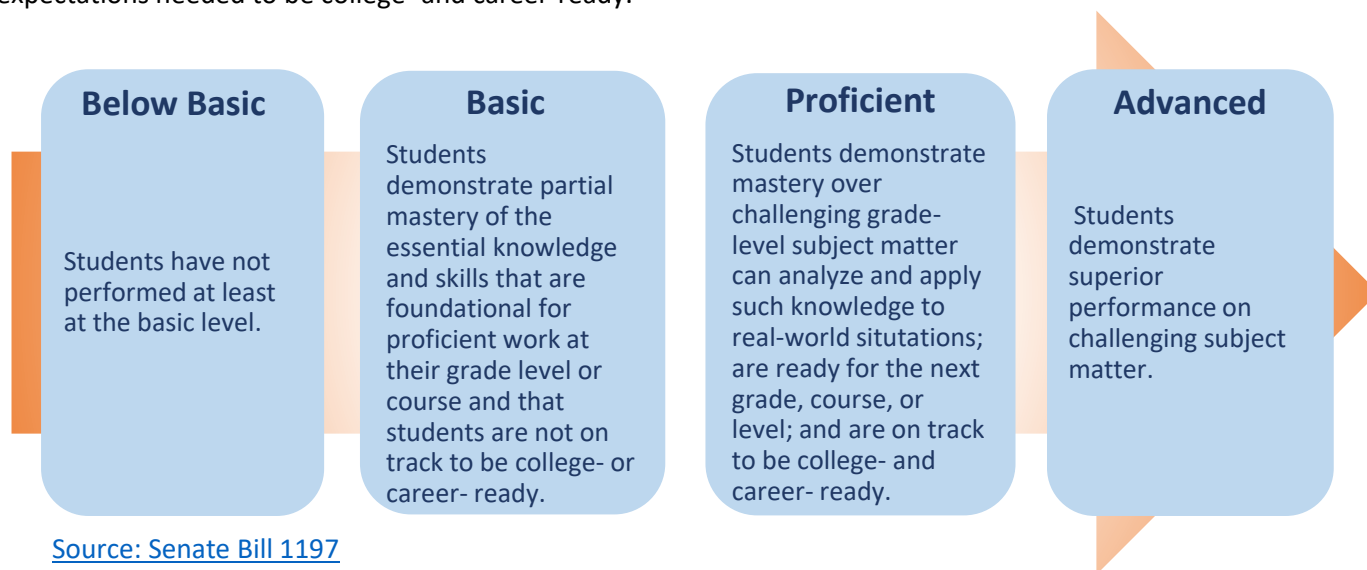 expectations needed to be college- and career-ready.
Below Basic
Students have not
performed at least
at the basic level.
Basic
Students
demonstrate partial
mastery of the
essential knowledge
and skills that are
foundational for
proficient work at
their grade level or
course and that
students are not on
track to be college- or
career- ready.
Proficient
Students demonstrate
mastery over
challenging grade-
level subject matter
can analyze and apply
such knowledge to
real-world situtations;
are ready for the next
grade, course, or
level; and are on track
to be college- and
career- ready.
Advanced
Students
demonstrate
superior
performance on
challenging subject
matter.
Source: Senate Bill 1197